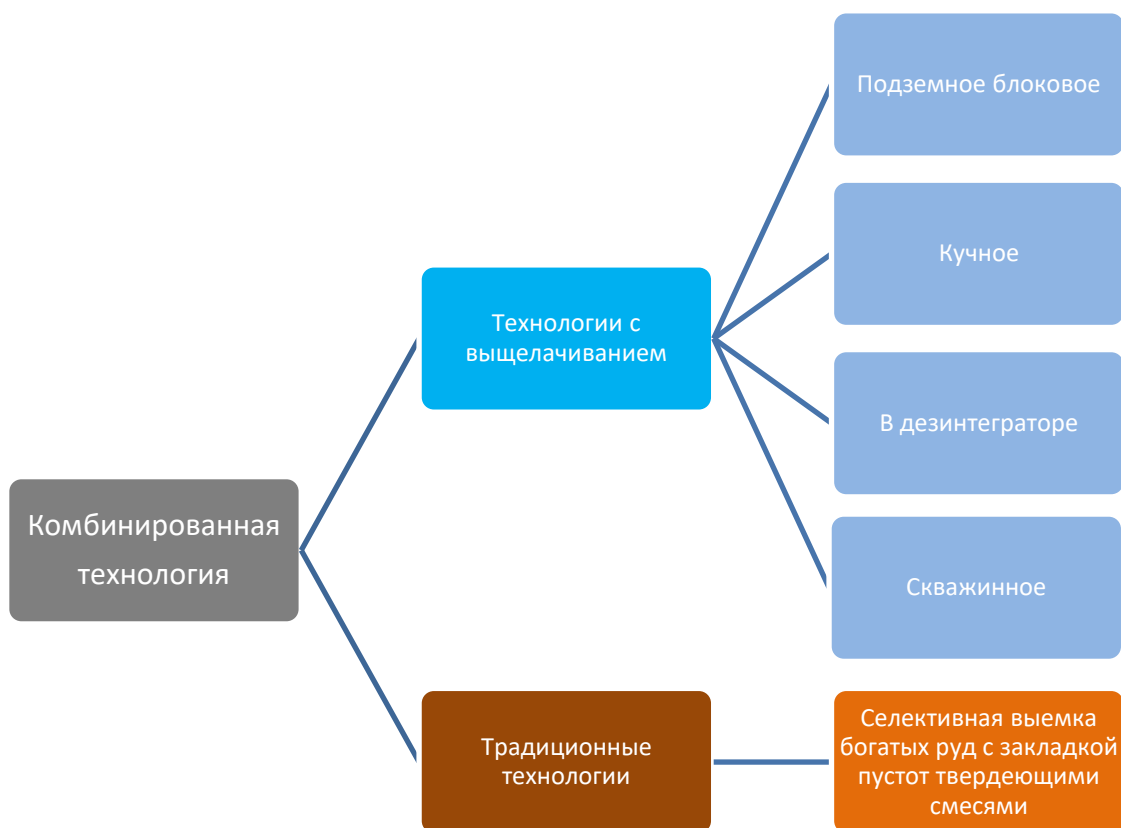 Подземное блоковое
Кучное
Технологии с
выщелачиванием
В дезинтеграторе
Комбинированная
технология
Скважинное
Традиционные
технологии
Селективная выемка
богатых руд с закладкой
пустот твердеющими
смесями